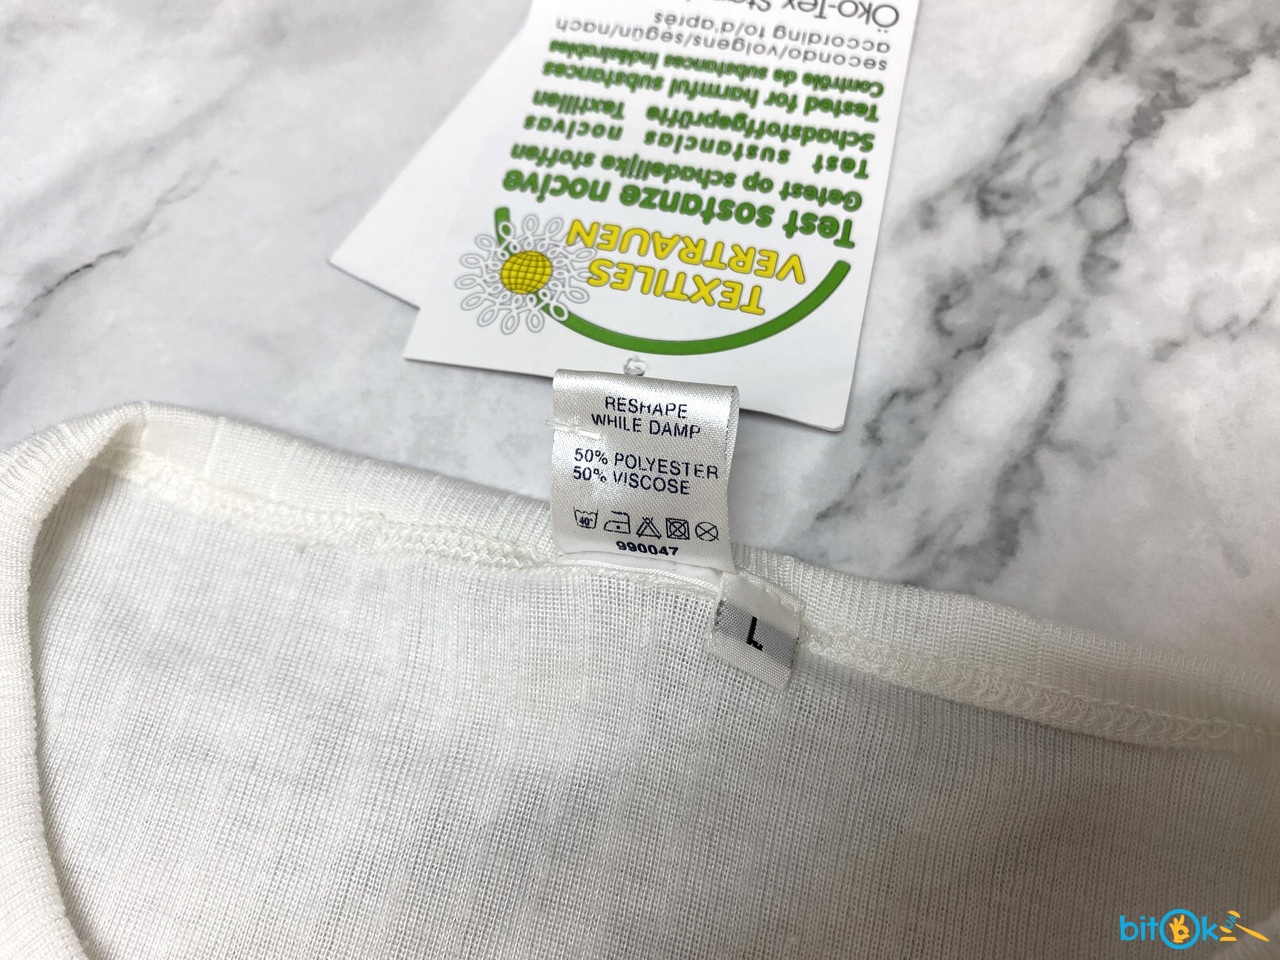 TEXTILES
VERTRAUEN
Test sostanze nocive
Getest op schadelijke stoffen
Test sustancias nocivas
Schadstoffgeprüfte Textilien
Tested for harmful substances
Contrôle de substances indésirables
secondo/volgens/según/nach
according to/d'après
Öko-Tex
RESHAPE
WHILE DAMP
50% POLYESTER
50% VISCOSE
40°
990047
L
bitOk